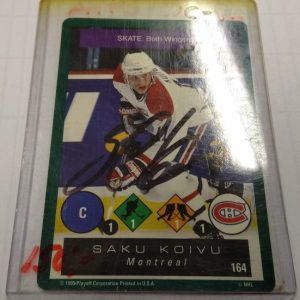 SKATE: Both Wingers
C
1 1 1
SAKU KOIVU
Montreal
164
© 1995 Playoff Corporation Printed in U.S.A. © NHL